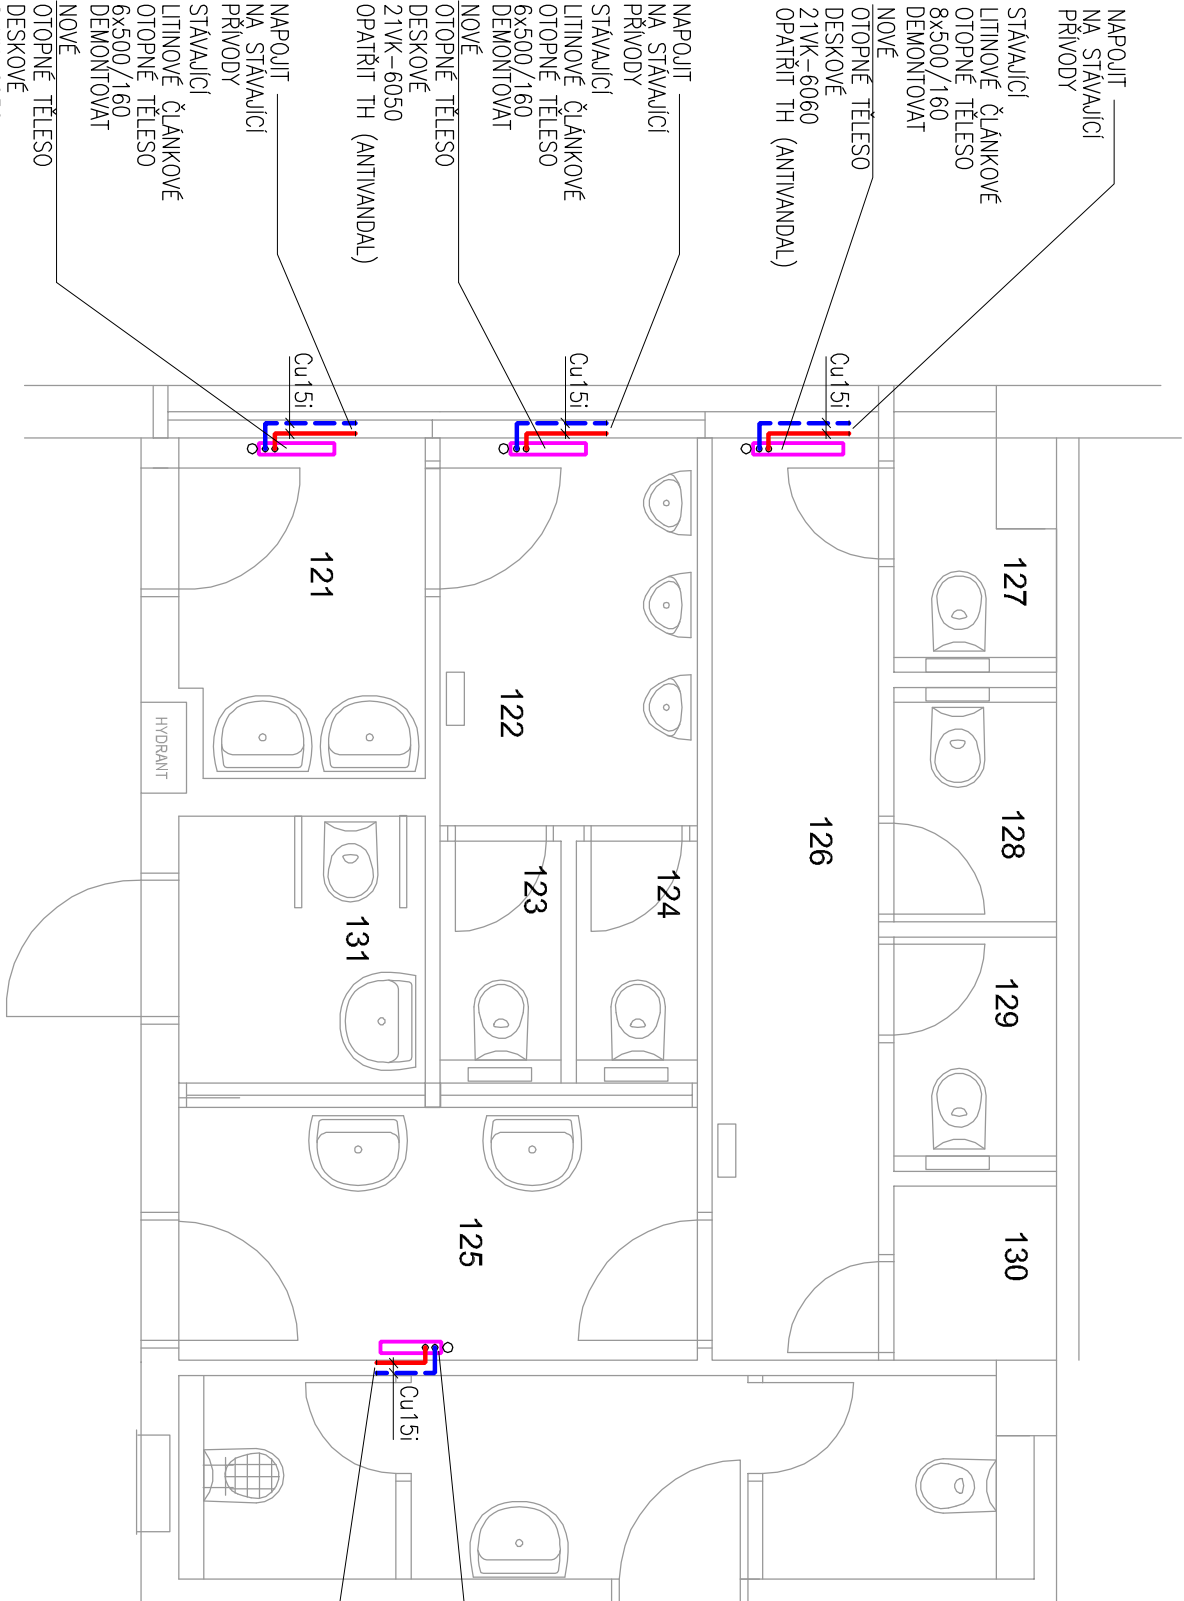 NAPOJIT
NA STÁVAJÍCÍ
PŘÍVODY
STÁVAJÍCÍ
LITINOVÉ ČLÁNKOVÉ
OTOPNÉ TĚLESO
8x500/160
DEMONTOVAT
NOVÉ
OTOPNÉ TĚLESO
DESKOVÉ
21VK-6060
OPATŘIT TH (ANTIVANDAL)
NAPOJIT
NA STÁVAJÍCÍ
PŘÍVODY
STÁVAJÍCÍ
LITINOVÉ ČLÁNKOVÉ
OTOPNÉ TĚLESO
6x500/160
DEMONTOVAT
NOVÉ
OTOPNÉ TĚLESO
DESKOVÉ
21VK-6050
OPATŘIT TH (ANTIVANDAL)
NAPOJIT
NA STÁVAJÍCÍ
PŘÍVODY
STÁVAJÍCÍ
LITINOVÉ ČLÁNKOVÉ
OTOPNÉ TĚLESO
6x500/160
DEMONTOVAT
NOVÉ
OTOPNÉ TĚLESO
DESKOVÉ
Cu15i
Cu15i
Cu15i
127
121
122
HYDRANT
128
126
124
123
131
129
130
125
Cu15i